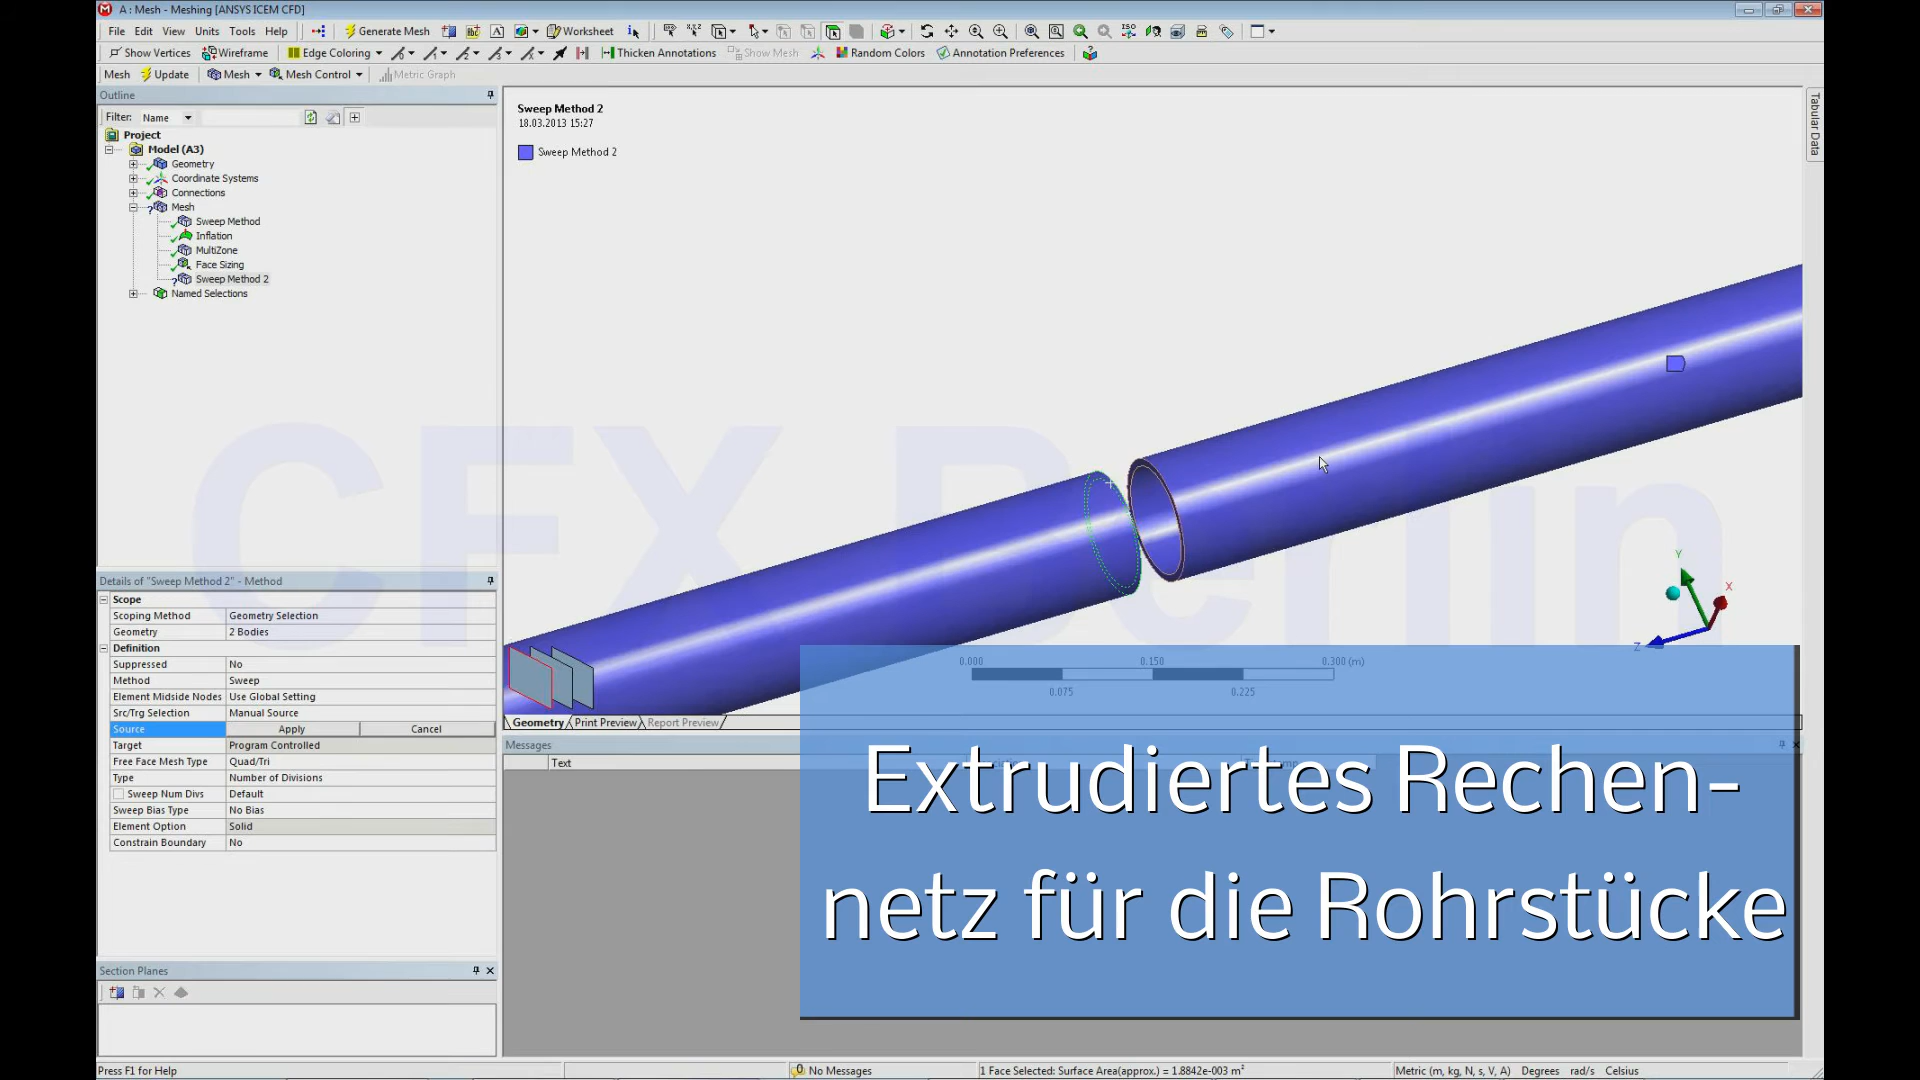 A : Mesh - Meshing [ANSYS ICEM CFD]
File Edit View Units Tools Help Generate Mesh A Worksheet ISO
Show Vertices Wireframe Edge Coloring Thicken Annotations Show Mesh Random Colors Annotation Preferences
Mesh Update Mesh Mesh Control Metric Graph
Outline
Filter: Name
Project
Model (A3)
Geometry
Coordinate Systems
Connections
Mesh
Sweep Method
Inflation
MultiZone
Face Sizing
Sweep Method 2
Named Selections
Sweep Method 2
18.03.2013 15:27
Sweep Method 2
Tabular Data
CFX Berlin
Y
X
Z
0.000 0.150 0.300 (m)
0.075 0.225
Details of "Sweep Method 2" - Method
Scope
Scoping Method Geometry Selection
Geometry 2 Bodies
Definition
Suppressed No
Method Sweep
Element Midside Nodes Use Global Setting
Src/Trg Selection Manual Source
Source Apply Cancel
Target Program Controlled
Free Face Mesh Type Quad/Tri
Type Number of Divisions
Sweep Num Divs Default
Sweep Bias Type No Bias
Element Option Solid
Constrain Boundary No
Geometry Print Preview Report Preview
Messages
Text
Extrudiertes Rechen-
netz für die Rohrstücke
Section Planes
Press F1 for Help 0 No Messages 1 Face Selected: Surface Area(approx.) = 1.8842e-003 m² Metric (m, kg, N, s, V, A) Degrees rad/s Celsius